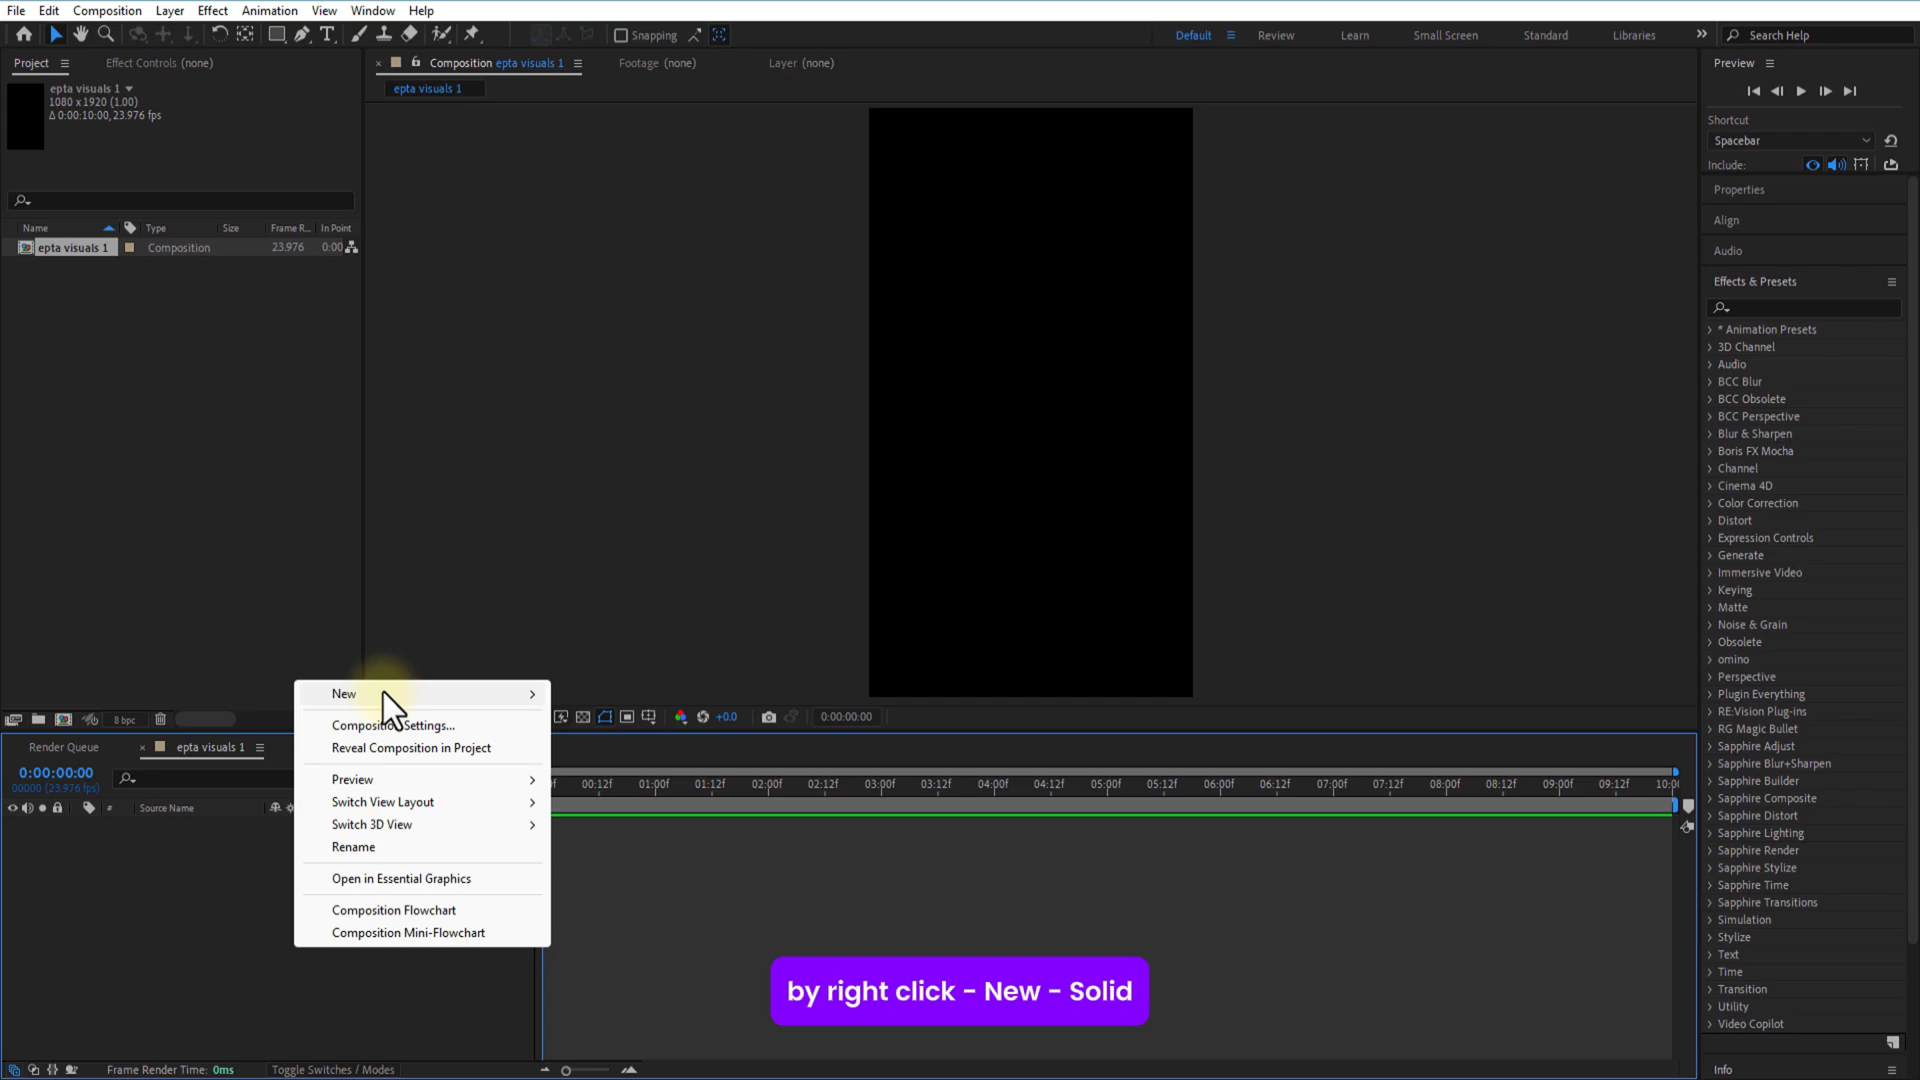 File Edit Composition Layer Effect Animation View Window Help
Snapping
Default Review Learn Small Screen Standard Libraries
Search Help
Project Effect Controls (none)
epta visuals 1
1080 x 1920 (1.00)
Δ 0:00:10:00, 23.976 fps
Name Type Size Frame R... In Point
epta visuals 1 Composition 23.976 0:00
8 bpc
Composition epta visuals 1
Footage (none)
Layer (none)
epta visuals 1
+0.0
0:00:00:00
Preview
Shortcut
Spacebar
Include:
Properties
Align
Audio
Effects & Presets
* Animation Presets
3D Channel
Audio
BCC Blur
BCC Obsolete
BCC Perspective
Blur & Sharpen
Boris FX Mocha
Channel
Cinema 4D
Color Correction
Distort
Expression Controls
Generate
Immersive Video
Keying
Matte
Noise & Grain
Obsolete
omino
Perspective
Plugin Everything
RE:Vision Plug-ins
RG Magic Bullet
Sapphire Adjust
Sapphire Blur+Sharpen
Sapphire Builder
Sapphire Composite
Sapphire Distort
Sapphire Lighting
Sapphire Render
Sapphire Stylize
Sapphire Time
Sapphire Transitions
Simulation
Stylize
Text
Time
Transition
Utility
Video Copilot
Info
New
Composition Settings...
Reveal Composition in Project
Preview
Switch View Layout
Switch 3D View
Rename
Open in Essential Graphics
Composition Flowchart
Composition Mini-Flowchart
Render Queue
epta visuals 1
0:00:00:00
00000 (23.976 fps)
# Source Name
00:12f 01:00f 01:12f 02:00f 02:12f 03:00f 03:12f 04:00f 04:12f 05:00f 05:12f 06:00f 06:12f 07:00f 07:12f 08:00f 08:12f 09:00f 09:12f
by right click - New - Solid
Frame Render Time: 0ms
Toggle Switches / Modes